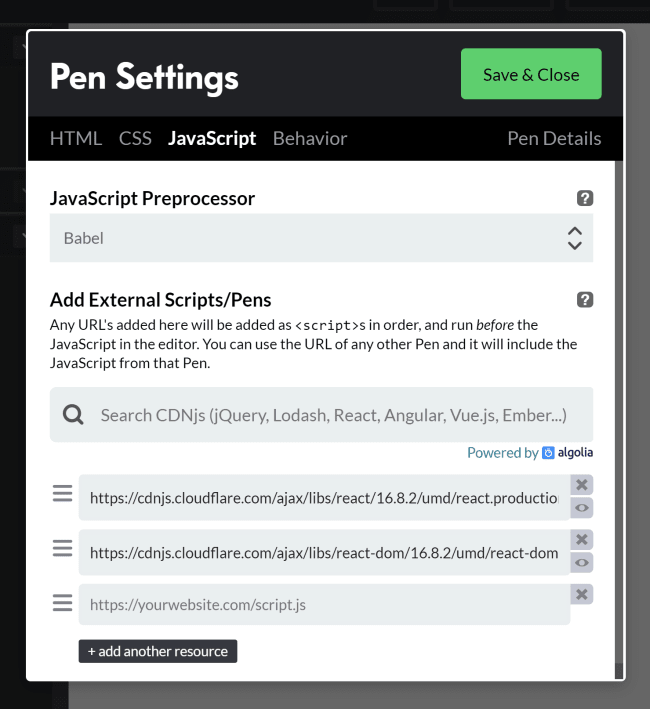 Pen Settings
Save & Close
HTML CSS JavaScript Behavior Pen Details
JavaScript Preprocessor
?
Babel
Add External Scripts/Pens
?
Any URL's added here will be added as <script>s in order, and run before the
JavaScript in the editor. You can use the URL of any other Pen and it will include the
JavaScript from that Pen.
Search CDNjs (jQuery, Lodash, React, Angular, Vue.js, Ember...)
Powered by algolia
https://cdnjs.cloudflare.com/ajax/libs/react/16.8.2/umd/react.productio
https://cdnjs.cloudflare.com/ajax/libs/react-dom/16.8.2/umd/react-dom
https://yourwebsite.com/script.js
+ add another resource